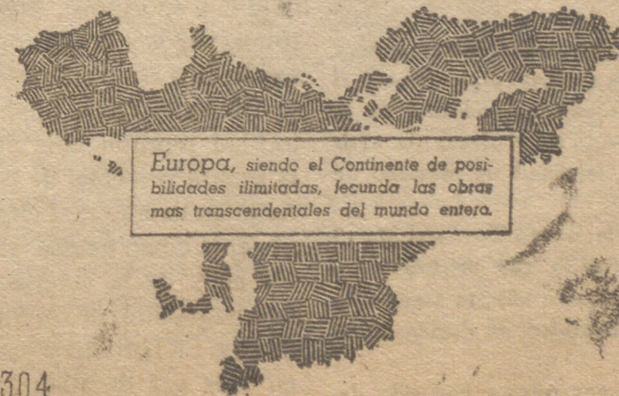 Europa, siendo el Continente de posi-
bilidades ilimitadas, fecunda las obras
mas transcendentales del mundo entero.
304